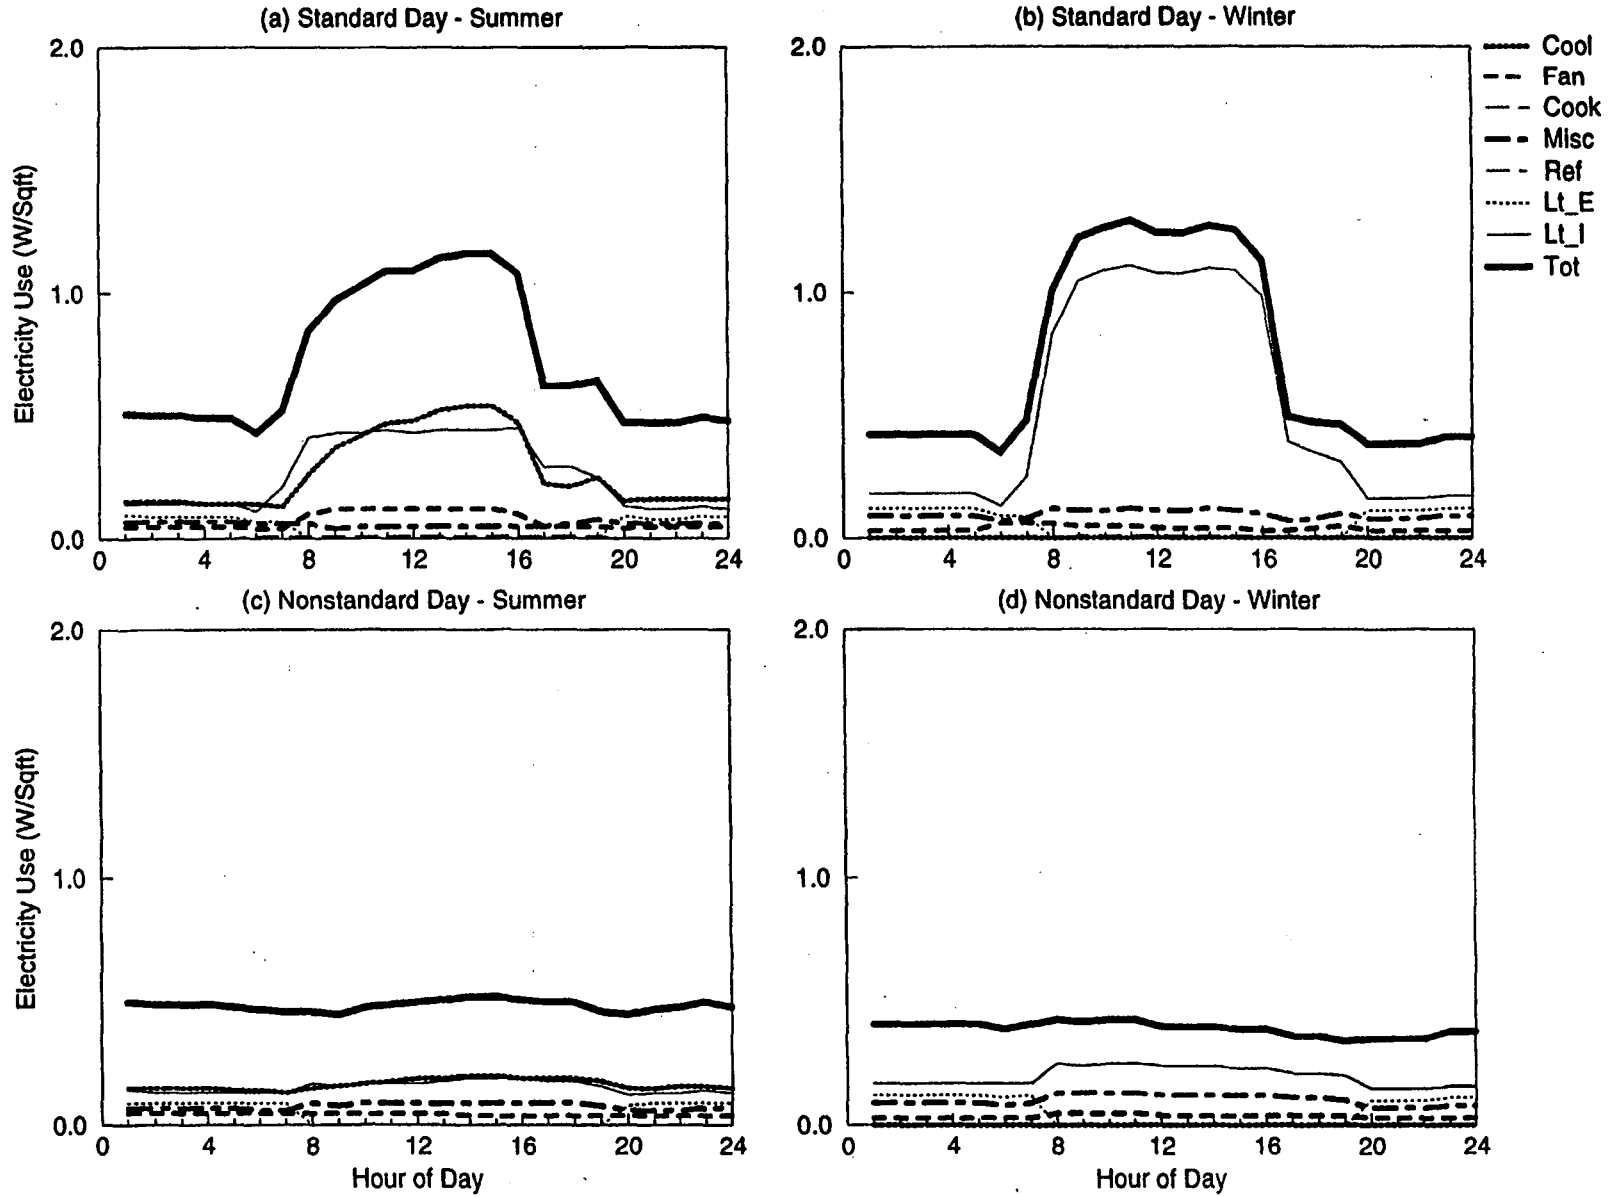 (a) Standard Day - Summer
(b) Standard Day - Winter
2.0
1.0
0.0
Electricity Use (W/Sqft)
0 4 8 12 16 20 24
2.0
1.0
0.0
0 4 8 12 16 20 24
Cool
Fan
Cook
Misc
Ref
Lt_E
Lt_I
Tot
(c) Nonstandard Day - Summer
(d) Nonstandard Day - Winter
2.0
1.0
0.0
Electricity Use (W/Sqft)
0 4 8 12 16 20 24
Hour of Day
2.0
1.0
0.0
0 4 8 12 16 20 24
Hour of Day